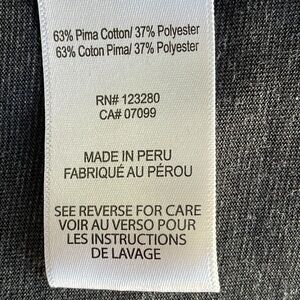 63% Pima Cotton/ 37% Polyester
63% Coton Pima/ 37% Polyester
RN# 123280
CA# 07099
MADE IN PERU
FABRIQUÉ AU PÉROU
SEE REVERSE FOR CARE
VOIR AU VERSO POUR
LES INSTRUCTIONS
DE LAVAGE